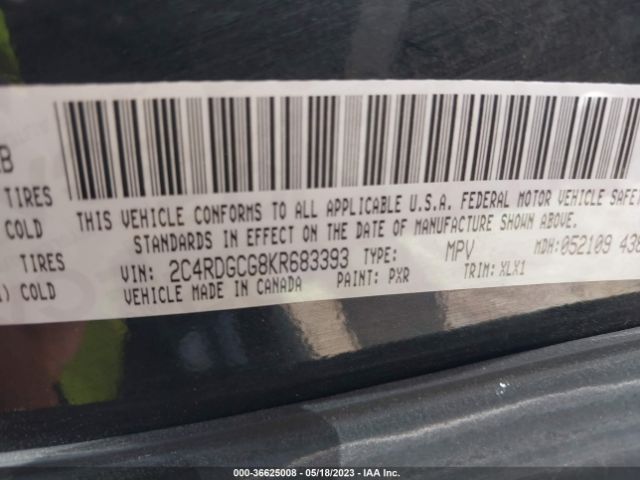 B
TIRES
THIS VEHICLE CONFORMS TO ALL APPLICABLE U.S.A. FEDERAL MOTOR VEHICLE SAFET
COLD
STANDARDS IN EFFECT ON THE DATE OF MANUFACTURE SHOWN ABOVE.
TIRES
VIN: 2C4RDGCG8KR683393 TYPE: MPV MDH:052109 438
) COLD
VEHICLE MADE IN CANADA PAINT: PXR TRIM: XLX1
000-36625008 — 05/18/2023 — IAA Inc.